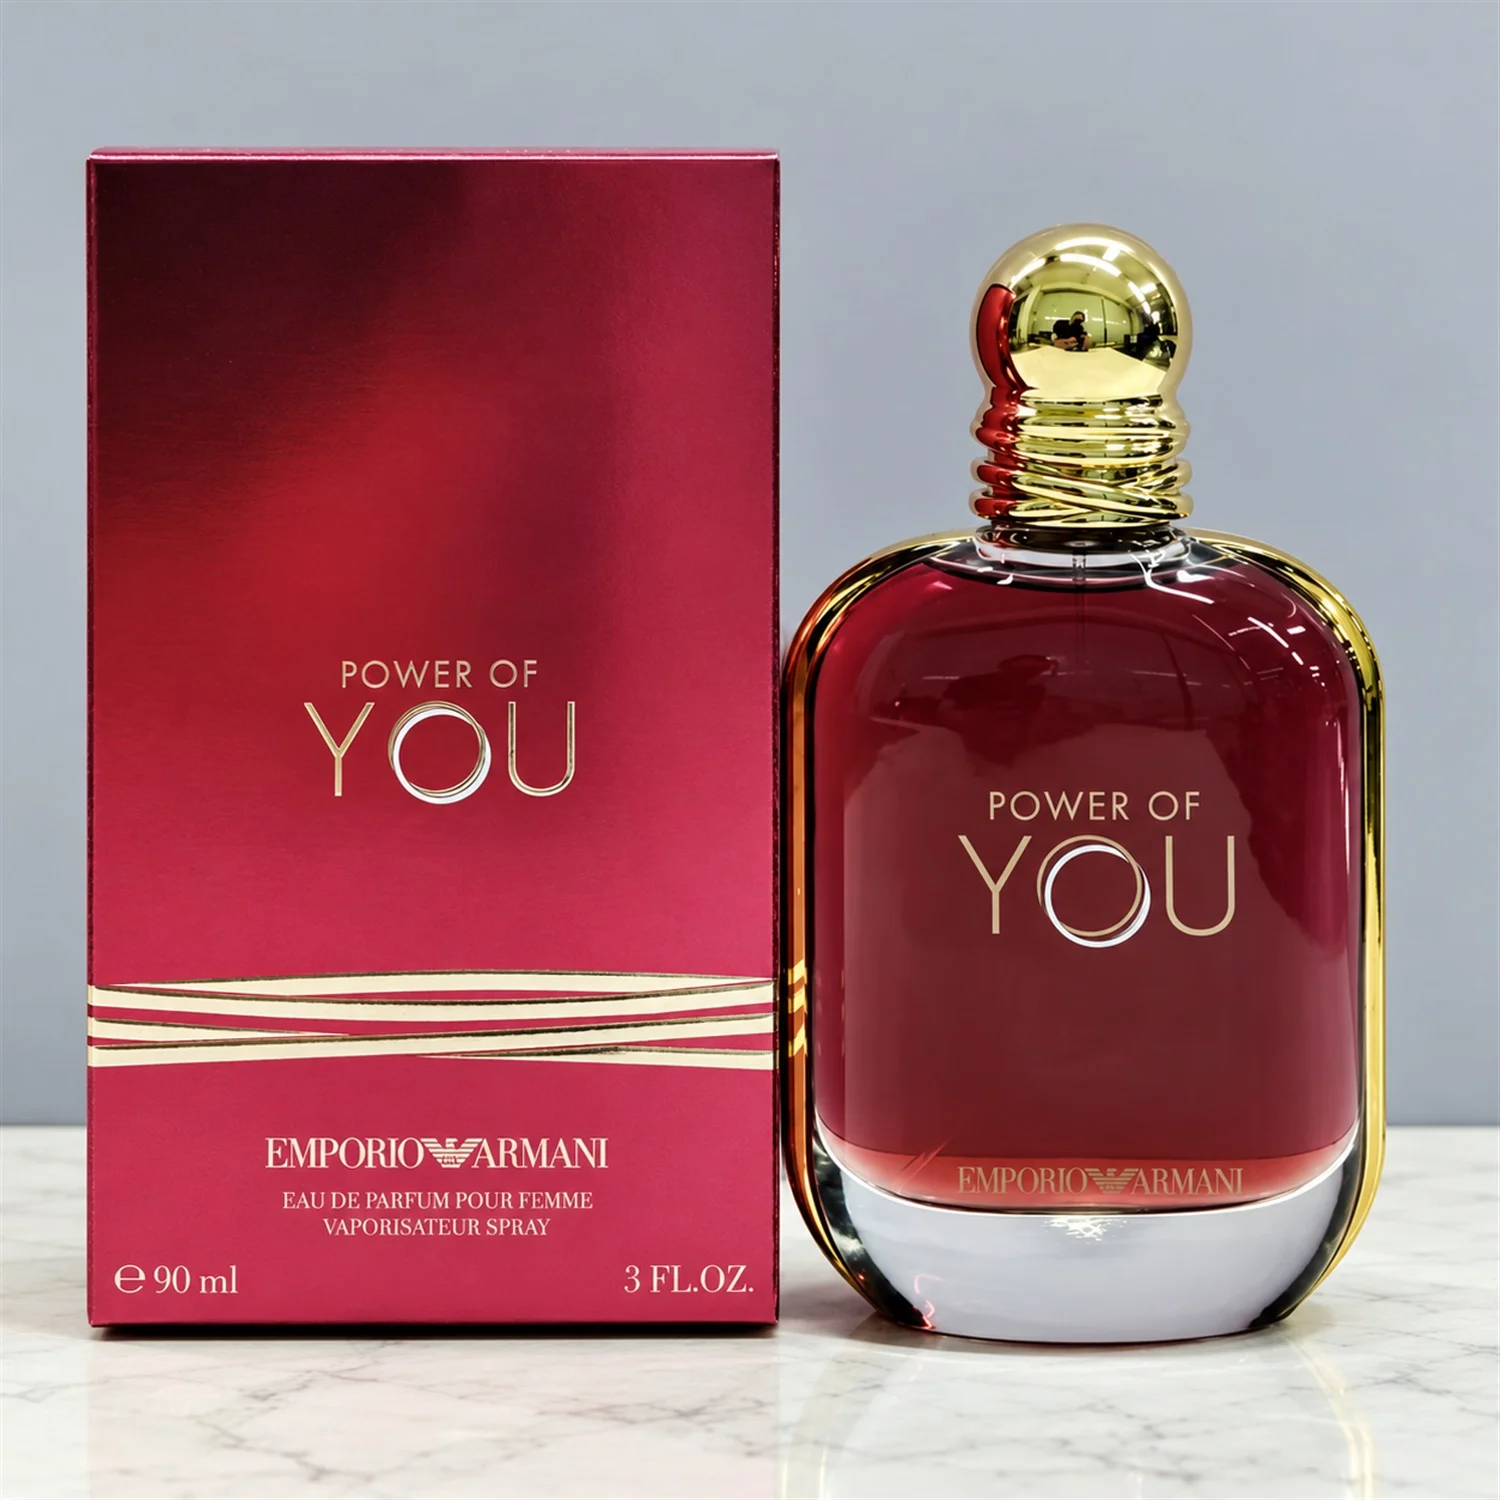 POWER OF
YOU
EMPORIO ARMANI
EAU DE PARFUM POUR FEMME
VAPORISATEUR SPRAY
℮ 90 ml
3 FL.OZ.
POWER OF
YOU
EMPORIO ARMANI